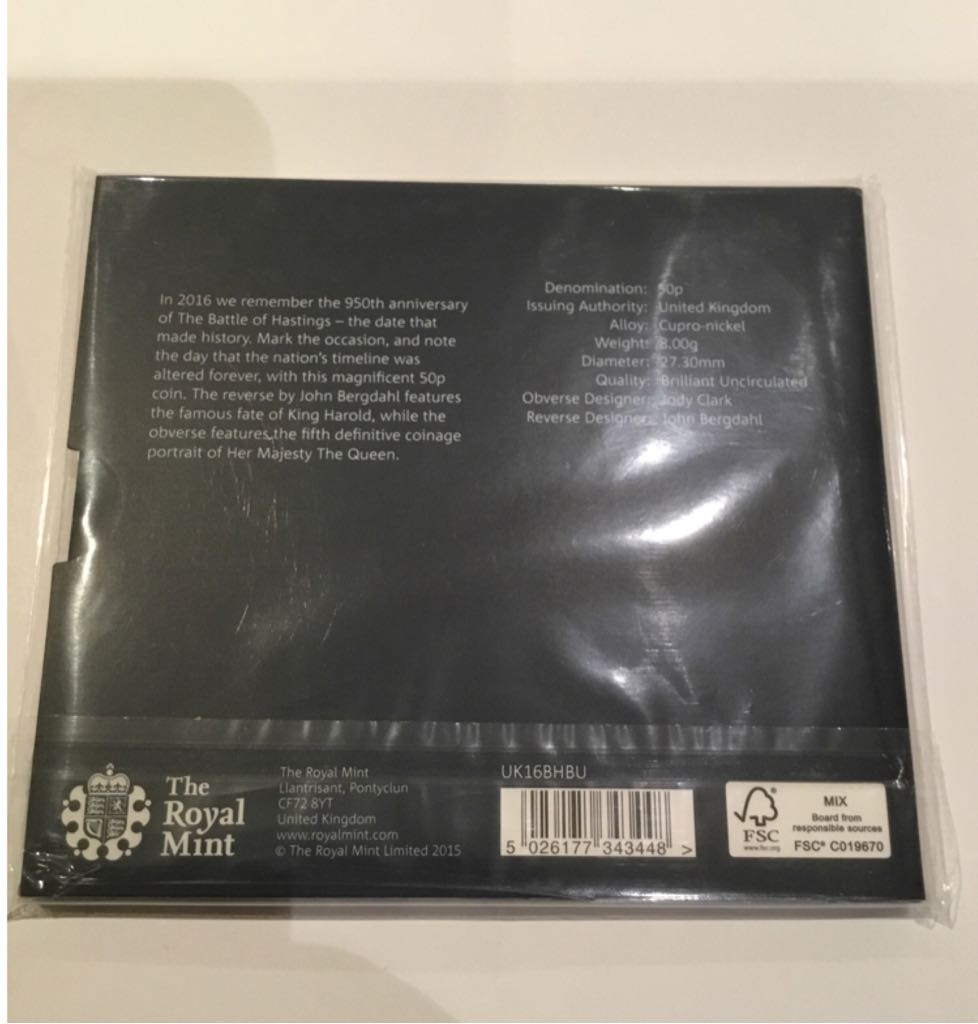 In 2016 we remember the 950th anniversary
of The Battle of Hastings – the date that
made history. Mark the occasion, and note
the day that the nation's timeline was
altered forever, with this magnificent 50p
coin. The reverse by John Bergdahl features
the famous fate of King Harold, while the
obverse features the fifth definitive coinage
portrait of Her Majesty The Queen.
Denomination: 50p
Issuing Authority: United Kingdom
Alloy: Cupro-nickel
Weight: 8.00g
Diameter: 27.30mm
Quality: Brilliant Uncirculated
Obverse Designer: Jody Clark
Reverse Designer: John Bergdahl
The
Royal
Mint
The Royal Mint
Llantrisant, Pontyclun
CF72 8YT
United Kingdom
www.royalmint.com
© The Royal Mint Limited 2015
UK16BHBU
5 026177 343448 >
FSC
www.fsc.org
MIX
Board from
responsible sources
FSC® C019670